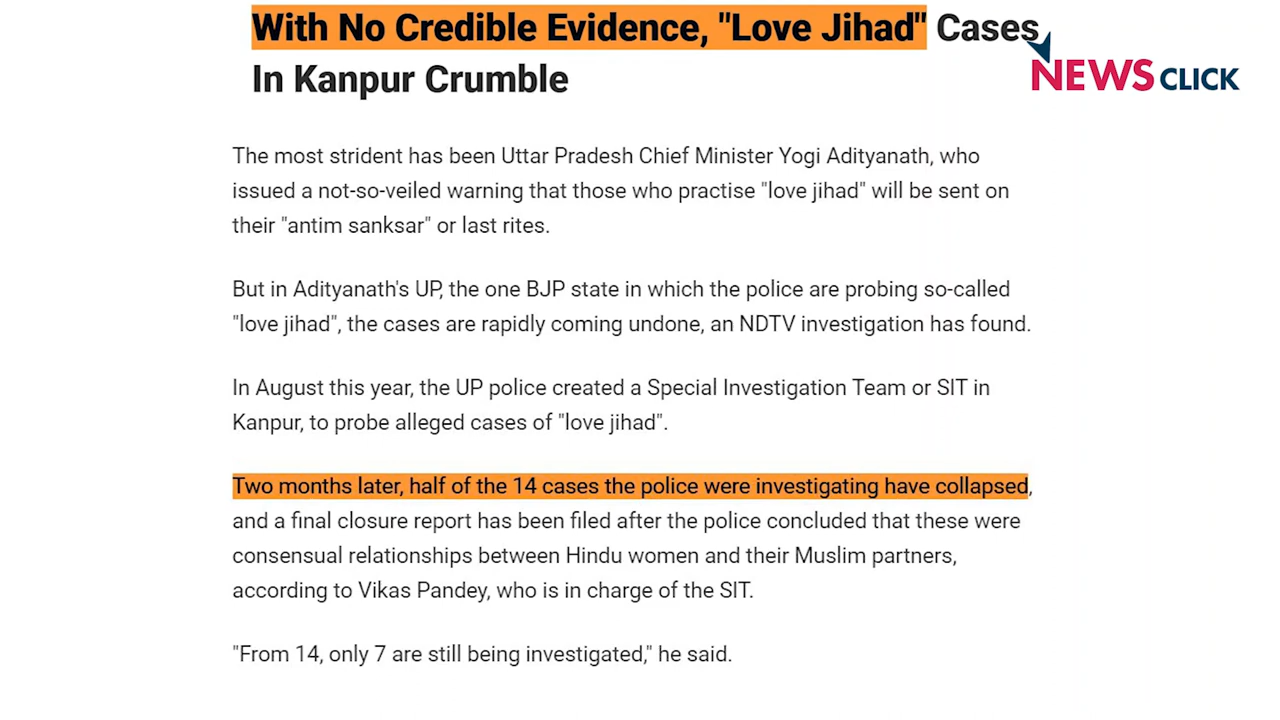 With No Credible Evidence, "Love Jihad" Cases
In Kanpur Crumble
NEWSCLICK
The most strident has been Uttar Pradesh Chief Minister Yogi Adityanath, who
issued a not-so-veiled warning that those who practise "love jihad" will be sent on
their "antim sanksar" or last rites.
But in Adityanath's UP, the one BJP state in which the police are probing so-called
"love jihad", the cases are rapidly coming undone, an NDTV investigation has found.
In August this year, the UP police created a Special Investigation Team or SIT in
Kanpur, to probe alleged cases of "love jihad".
Two months later, half of the 14 cases the police were investigating have collapsed,
and a final closure report has been filed after the police concluded that these were
consensual relationships between Hindu women and their Muslim partners,
according to Vikas Pandey, who is in charge of the SIT.
"From 14, only 7 are still being investigated," he said.